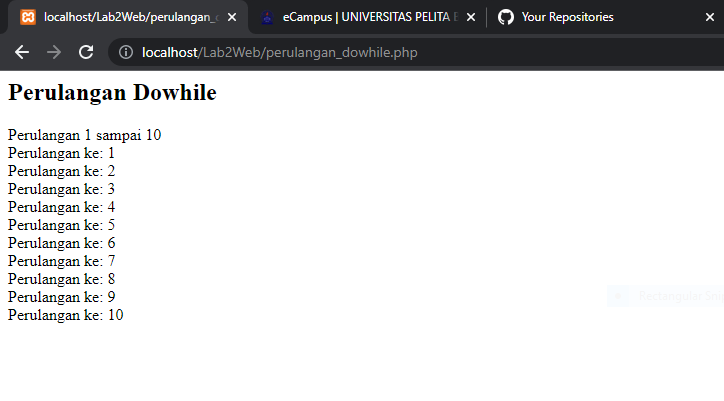 localhost/Lab2Web/perulangan_
eCampus | UNIVERSITAS PELITA
Your Repositories
localhost/Lab2Web/perulangan_dowhile.php
Perulangan Dowhile
Perulangan 1 sampai 10
Perulangan ke: 1
Perulangan ke: 2
Perulangan ke: 3
Perulangan ke: 4
Perulangan ke: 5
Perulangan ke: 6
Perulangan ke: 7
Perulangan ke: 8
Perulangan ke: 9
Perulangan ke: 10
Rectangular